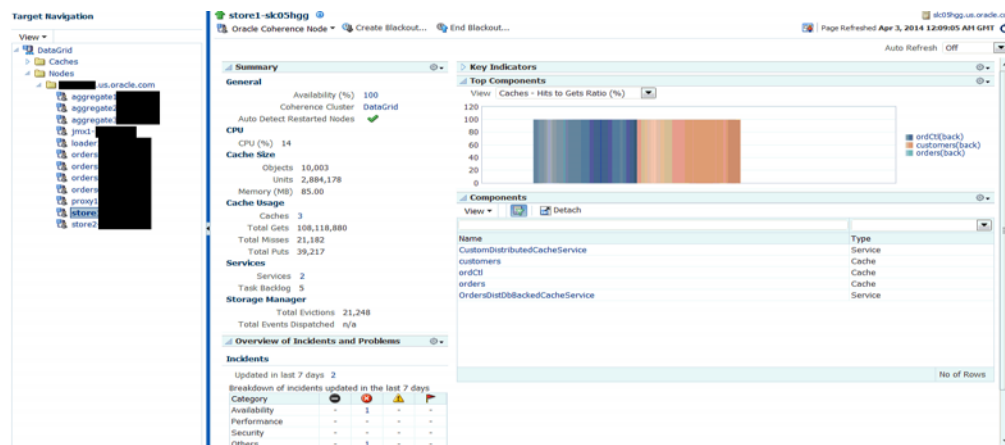 Target Navigation
View
DataGrid
Caches
Nodes
.us.oracle.com
aggregate1
aggregate2
aggregate3
jmx1-
loader
orders
orders
orders
orders
proxy1
store1
store2
store1-slc05hgg
slc05hgg.us.oracle.c
Oracle Coherence Node Create Blackout... End Blackout...
Page Refreshed Apr 3, 2014 12:09:05 AM GMT
Auto Refresh Off
Summary
General
Availability (%) 100
Coherence Cluster DataGrid
Auto Detect Restarted Nodes
CPU
CPU (%) 14
Cache Size
Objects 10,003
Units 2,884,178
Memory (MB) 85.00
Cache Usage
Caches 3
Total Gets 108,118,880
Total Misses 21,182
Total Puts 39,217
Services
Services 2
Task Backlog 5
Storage Manager
Total Evictions 21,248
Total Events Dispatched n/a
Overview of Incidents and Problems
Incidents
Updated in last 7 days 2
Breakdown of incidents updated in the last 7 days
Category
Availability - 1 - -
Performance - - - -
Security - - - -
Others - 1 - -
Key Indicators
Top Components
View Caches - Hits to Gets Ratio (%)
120
100
80
60
40
20
0
ordCtl(back)
customers(back)
orders(back)
Components
View Detach
Name Type
CustomDistributedCacheService Service
customers Cache
ordCtl Cache
orders Cache
OrdersDistDbBackedCacheService Service
No of Rows